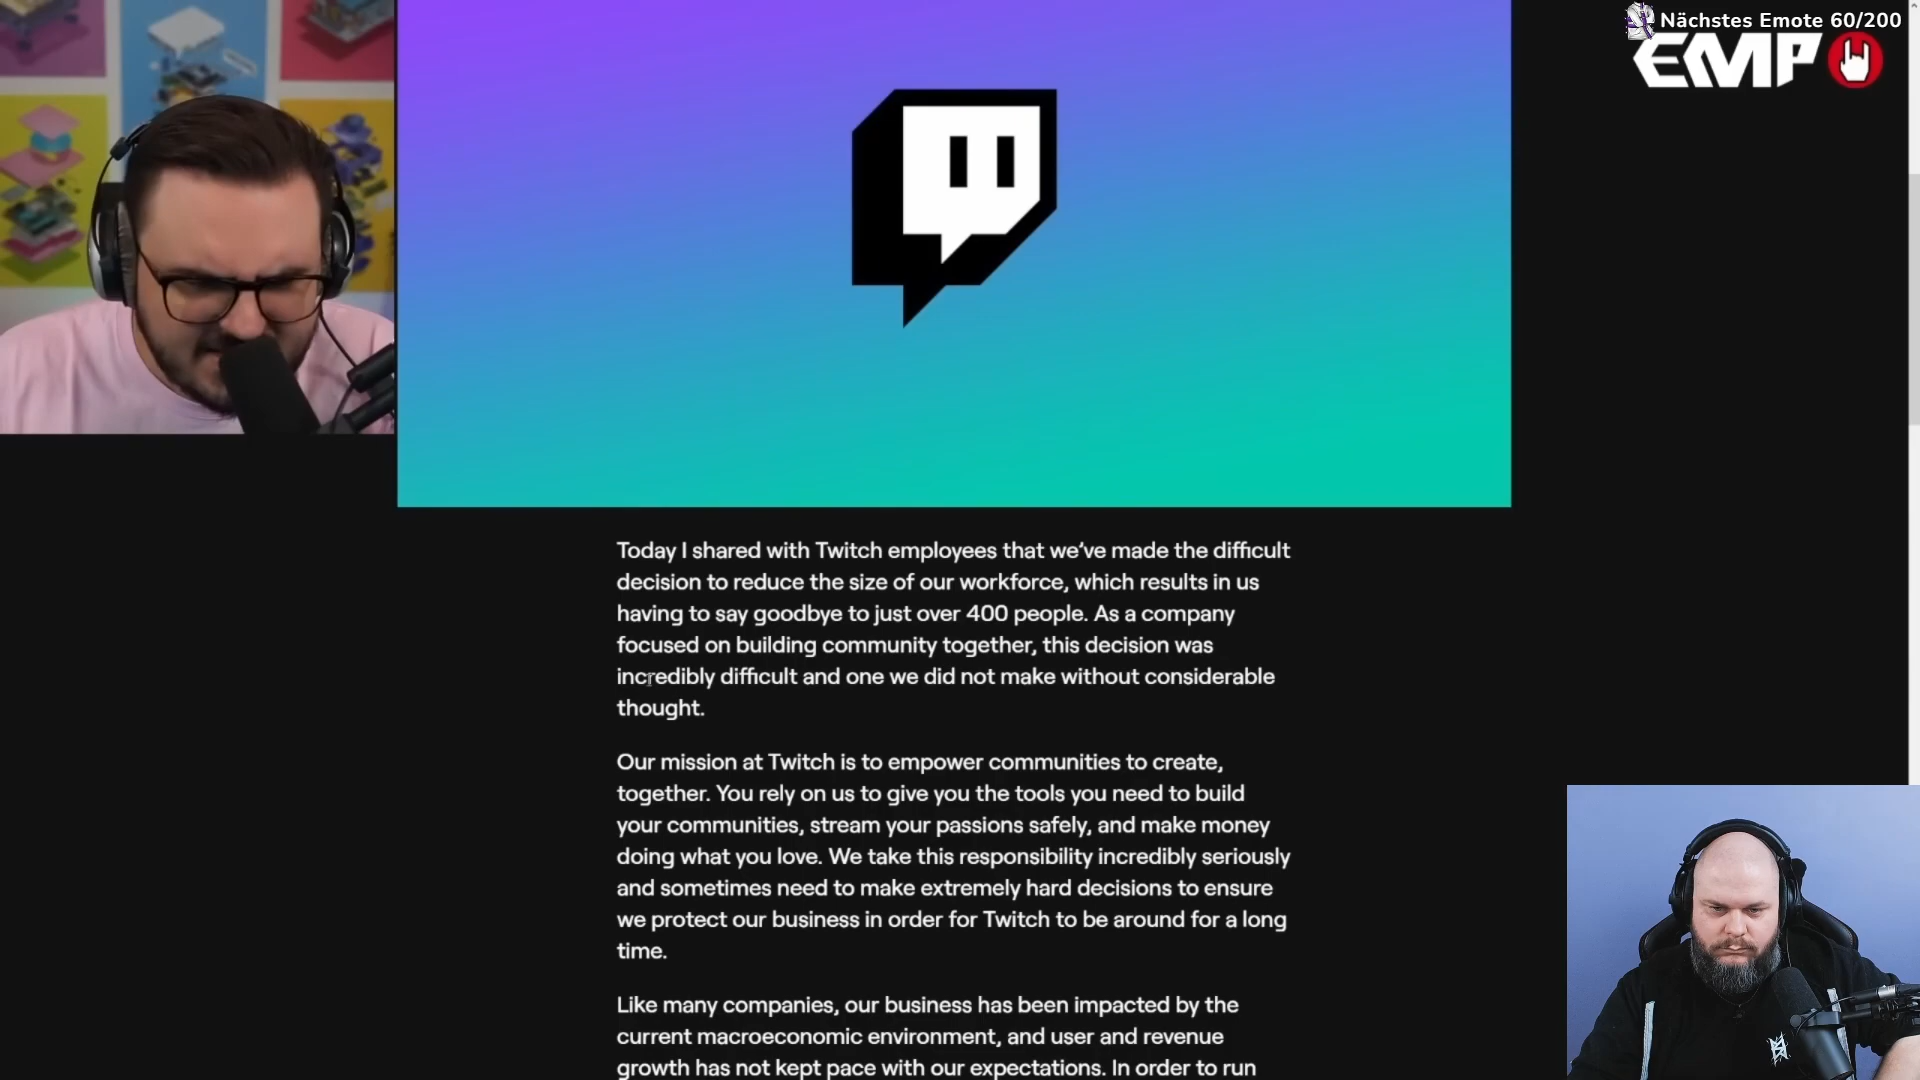 Nächstes Emote 60/200
EMP
Today I shared with Twitch employees that we’ve made the difficult
decision to reduce the size of our workforce, which results in us
having to say goodbye to just over 400 people. As a company
focused on building community together, this decision was
incredibly difficult and one we did not make without considerable
thought.
Our mission at Twitch is to empower communities to create,
together. You rely on us to give you the tools you need to build
your communities, stream your passions safely, and make money
doing what you love. We take this responsibility incredibly seriously
and sometimes need to make extremely hard decisions to ensure
we protect our business in order for Twitch to be around for a long
time.
Like many companies, our business has been impacted by the
current macroeconomic environment, and user and revenue
growth has not kept pace with our expectations. In order to run